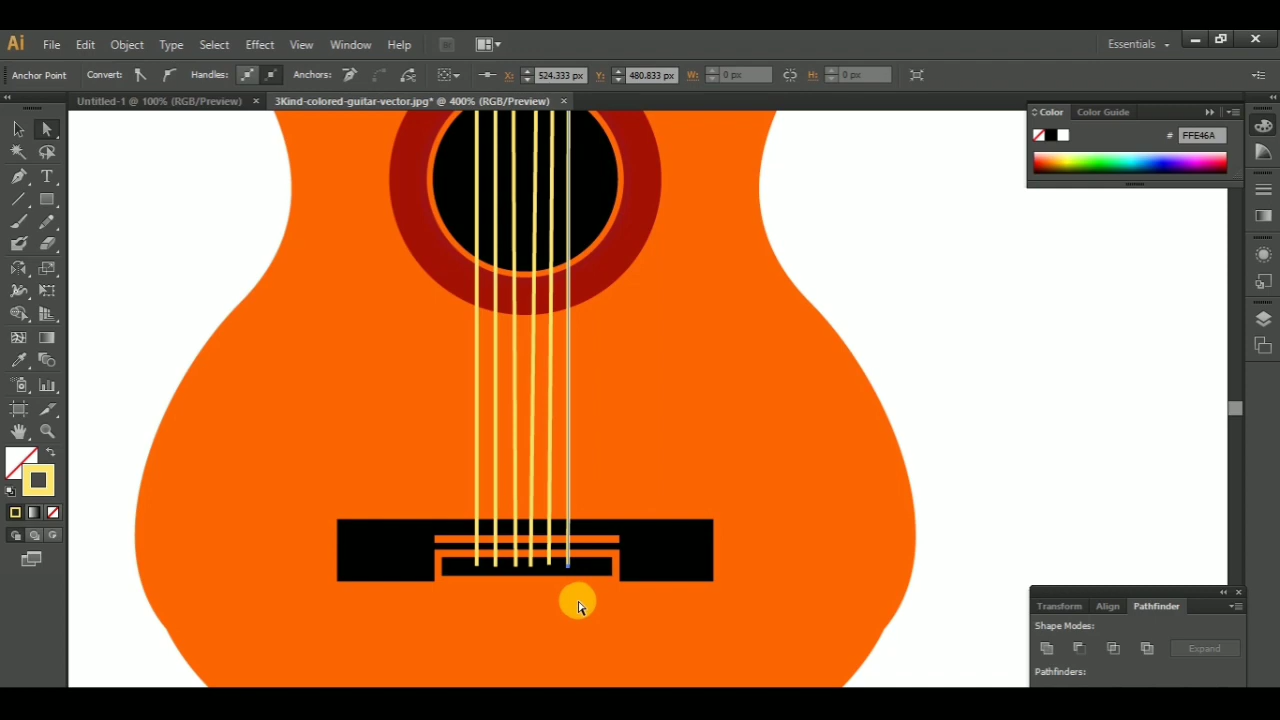 Ai File Edit Object Type Select Effect View Window Help Essentials
Anchor Point Convert: Handles: Anchors: X: 524.333 px Y: 480.833 px W: 0 px H: 0 px
Untitled-1 @ 100% (RGB/Preview) 3Kind-colored-guitar-vector.jpg* @ 400% (RGB/Preview)
Color Color Guide
# FFE46A
T
Transform Align Pathfinder
Shape Modes:
Expand
Pathfinders: